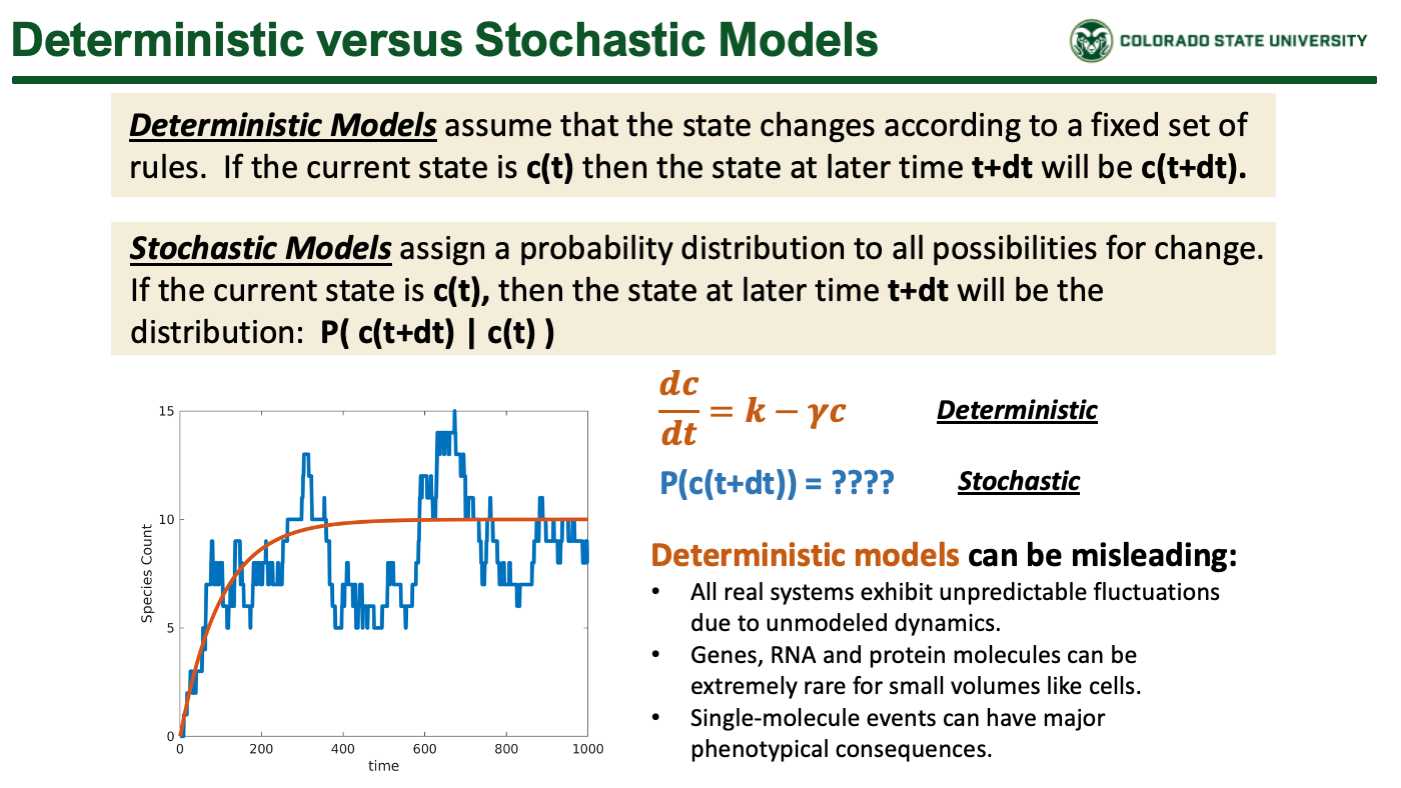 Deterministic versus Stochastic Models
COLORADO STATE UNIVERSITY
Deterministic Models assume that the state changes according to a fixed set of
rules.  If the current state is c(t) then the state at later time t+dt will be c(t+dt).
Stochastic Models assign a probability distribution to all possibilities for change.
If the current state is c(t), then the state at later time t+dt will be the
distribution:  P( c(t+dt) | c(t) )
dc/dt = k − γc
Deterministic
P(c(t+dt)) = ????
Stochastic
15
10
5
0
Species Count
0 200 400 600 800 1000
time
Deterministic models can be misleading:
• All real systems exhibit unpredictable fluctuations
due to unmodeled dynamics.
• Genes, RNA and protein molecules can be
extremely rare for small volumes like cells.
• Single-molecule events can have major
phenotypical consequences.